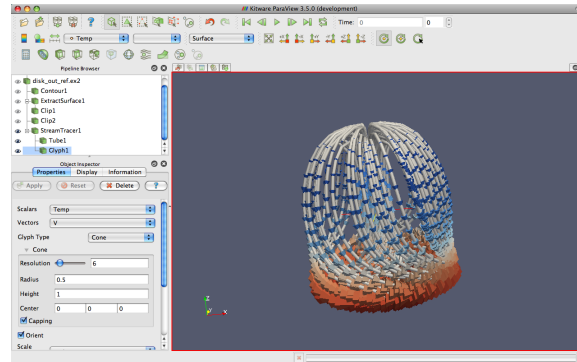 Kitware ParaView 3.5.0 (development)
Time: 0 0
Temp Surface
Pipeline Browser
disk_out_ref.ex2
Contour1
ExtractSurface1
Clip1
Clip2
StreamTracer1
Tube1
Glyph1
Object Inspector
Properties Display Information
Apply Reset Delete ?
Scalars Temp
Vectors V
Glyph Type Cone
Cone
Resolution 6
Radius 0.5
Height 1
Center 0 0 0
Capping
Orient
Scale